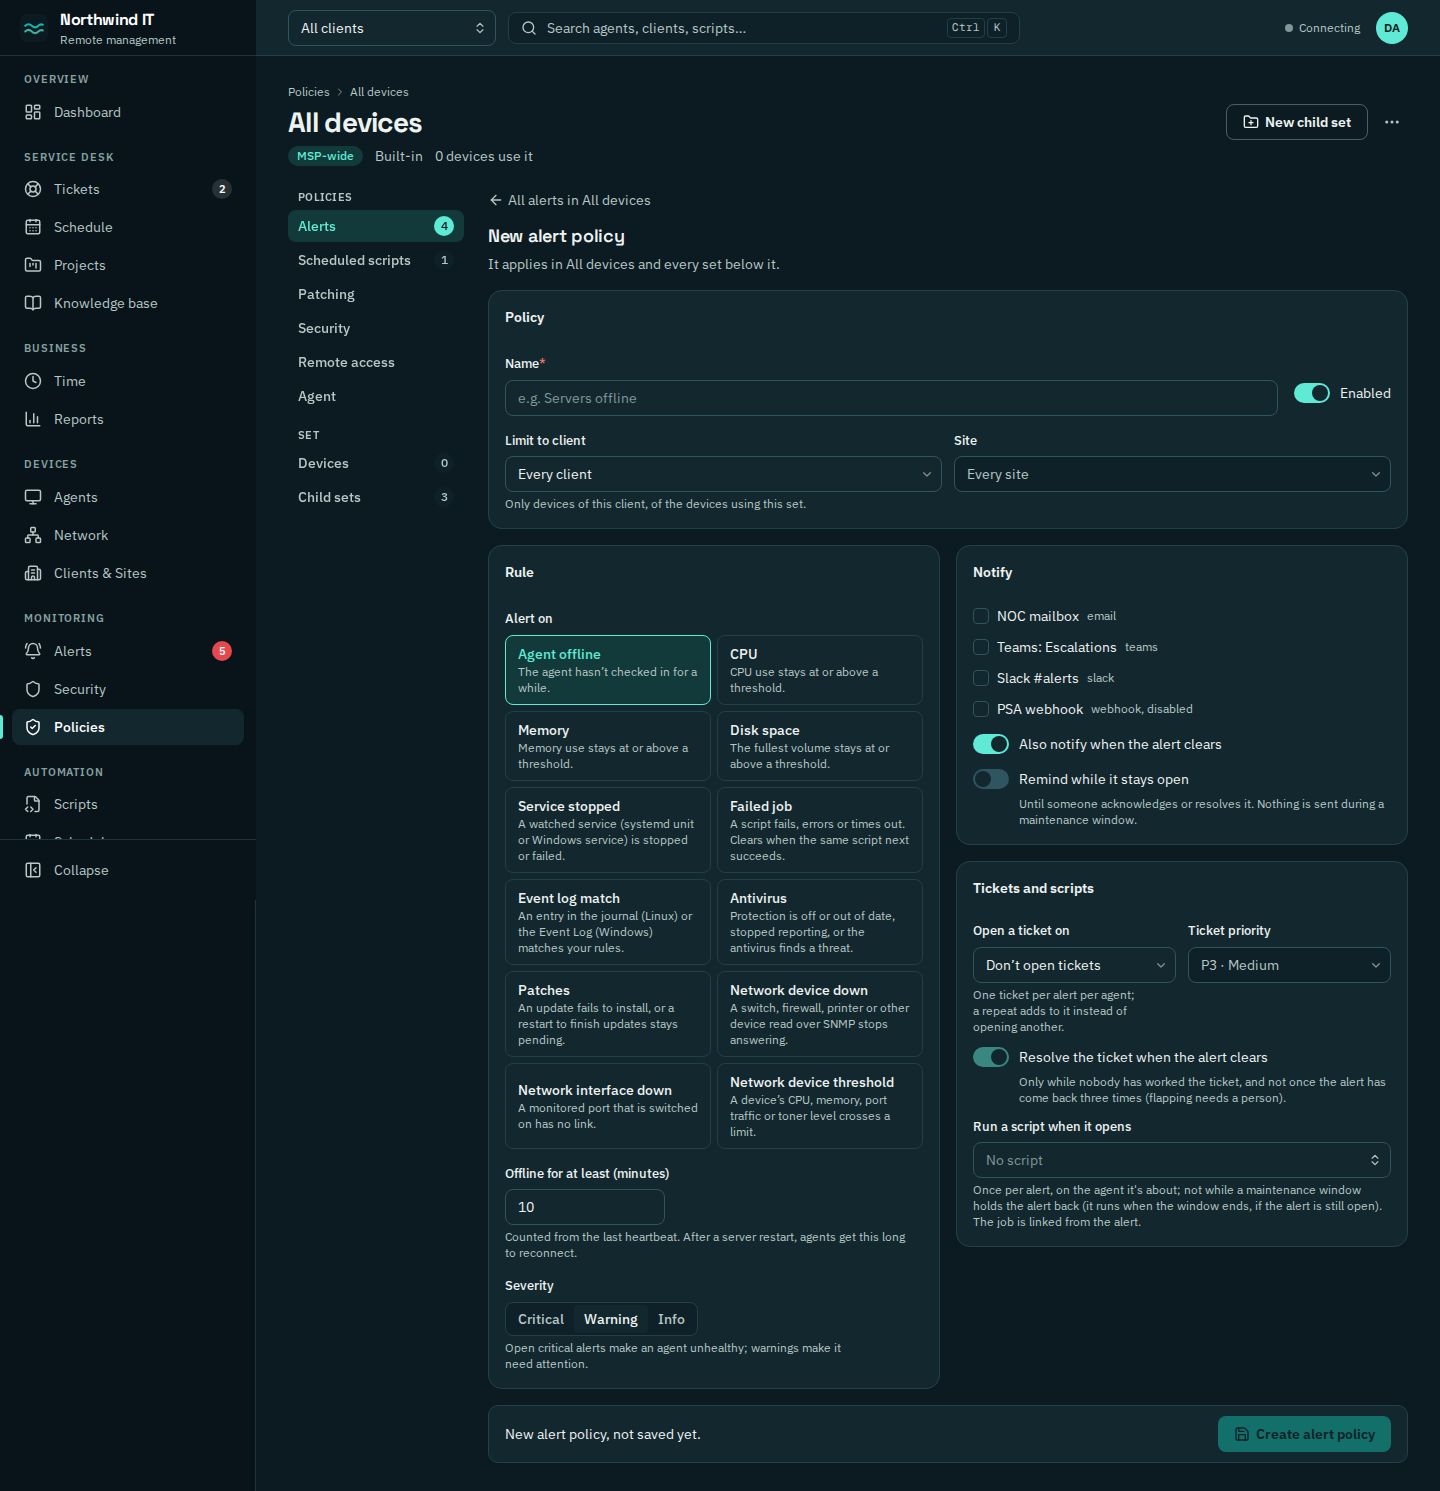 Northwind IT
Remote management
All clients
Search agents, clients, scripts...
Ctrl K
Connecting
DA
OVERVIEW
Dashboard
SERVICE DESK
Tickets 2
Schedule
Projects
Knowledge base
BUSINESS
Time
Reports
DEVICES
Agents
Network
Clients & Sites
MONITORING
Alerts 5
Security
Policies
AUTOMATION
Scripts
Collapse
Policies > All devices
All devices
MSP-wide Built-in 0 devices use it
New child set
POLICIES
Alerts 4
Scheduled scripts 1
Patching
Security
Remote access
Agent
SET
Devices 0
Child sets 3
← All alerts in All devices
New alert policy
It applies in All devices and every set below it.
Policy
Name*
e.g. Servers offline
Enabled
Limit to client
Every client
Only devices of this client, of the devices using this set.
Site
Every site
Rule
Alert on
Agent offline
The agent hasn't checked in for a
while.
CPU
CPU use stays at or above a
threshold.
Memory
Memory use stays at or above a
threshold.
Disk space
The fullest volume stays at or
above a threshold.
Service stopped
A watched service (systemd unit
or Windows service) is stopped
or failed.
Failed job
A script fails, errors or times out.
Clears when the same script next
succeeds.
Event log match
An entry in the journal (Linux) or
the Event Log (Windows)
matches your rules.
Antivirus
Protection is off or out of date,
stopped reporting, or the
antivirus finds a threat.
Patches
An update fails to install, or a
restart to finish updates stays
pending.
Network device down
A switch, firewall, printer or other
device read over SNMP stops
answering.
Network interface down
A monitored port that is switched
on has no link.
Network device threshold
A device's CPU, memory, port
traffic or toner level crosses a
limit.
Offline for at least (minutes)
10
Counted from the last heartbeat. After a server restart, agents get this long
to reconnect.
Severity
Critical Warning Info
Open critical alerts make an agent unhealthy; warnings make it
need attention.
Notify
NOC mailbox email
Teams: Escalations teams
Slack #alerts slack
PSA webhook webhook, disabled
Also notify when the alert clears
Remind while it stays open
Until someone acknowledges or resolves it. Nothing is sent during a
maintenance window.
Tickets and scripts
Open a ticket on
Don't open tickets
One ticket per alert per agent;
a repeat adds to it instead of
opening another.
Ticket priority
P3 · Medium
Resolve the ticket when the alert clears
Only while nobody has worked the ticket, and not once the alert has
come back three times (flapping needs a person).
Run a script when it opens
No script
Once per alert, on the agent it's about; not while a maintenance window
holds the alert back (it runs when the window ends, if the alert is still open).
The job is linked from the alert.
New alert policy, not saved yet.
Create alert policy